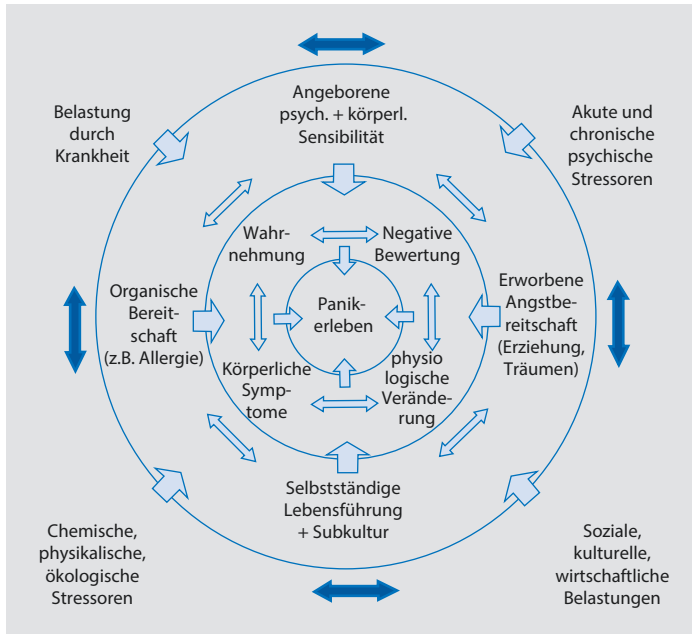 Angeborene
psych. + körperl.
Sensibilität
Belastung
durch
Krankheit
Akute und
chronische
psychische
Stressoren
Wahr-
nehmung
Negative
Bewertung
Organische
Bereit-
schaft
(z.B. Allergie)
Panik-
erleben
Erworbene
Angstbe-
reitschaft
(Erziehung,
Träumen)
Körperliche
Symp-
tome
physio
logische
Verände-
rung
Selbstständige
Lebensführung
+ Subkultur
Chemische,
physikalische,
ökologische
Stressoren
Soziale,
kulturelle,
wirtschaftliche
Belastungen